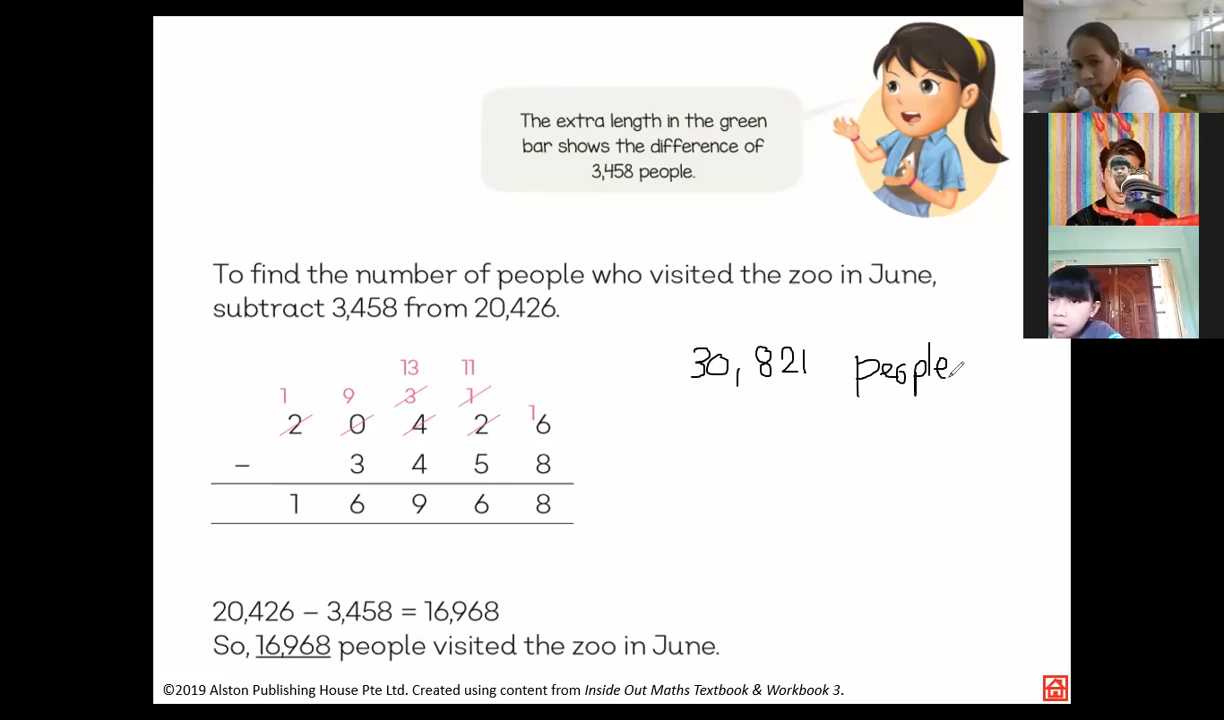 The extra length in the green
bar shows the difference of
3,458 people.
To find the number of people who visited the zoo in June,
subtract 3,458 from 20,426.
30,821 people
13 11
1 9 3 1
2 0 4 2 16
– 3 4 5 8
1 6 9 6 8
20,426 – 3,458 = 16,968
So, 16,968 people visited the zoo in June.
©2019 Alston Publishing House Pte Ltd. Created using content from Inside Out Maths Textbook & Workbook 3.